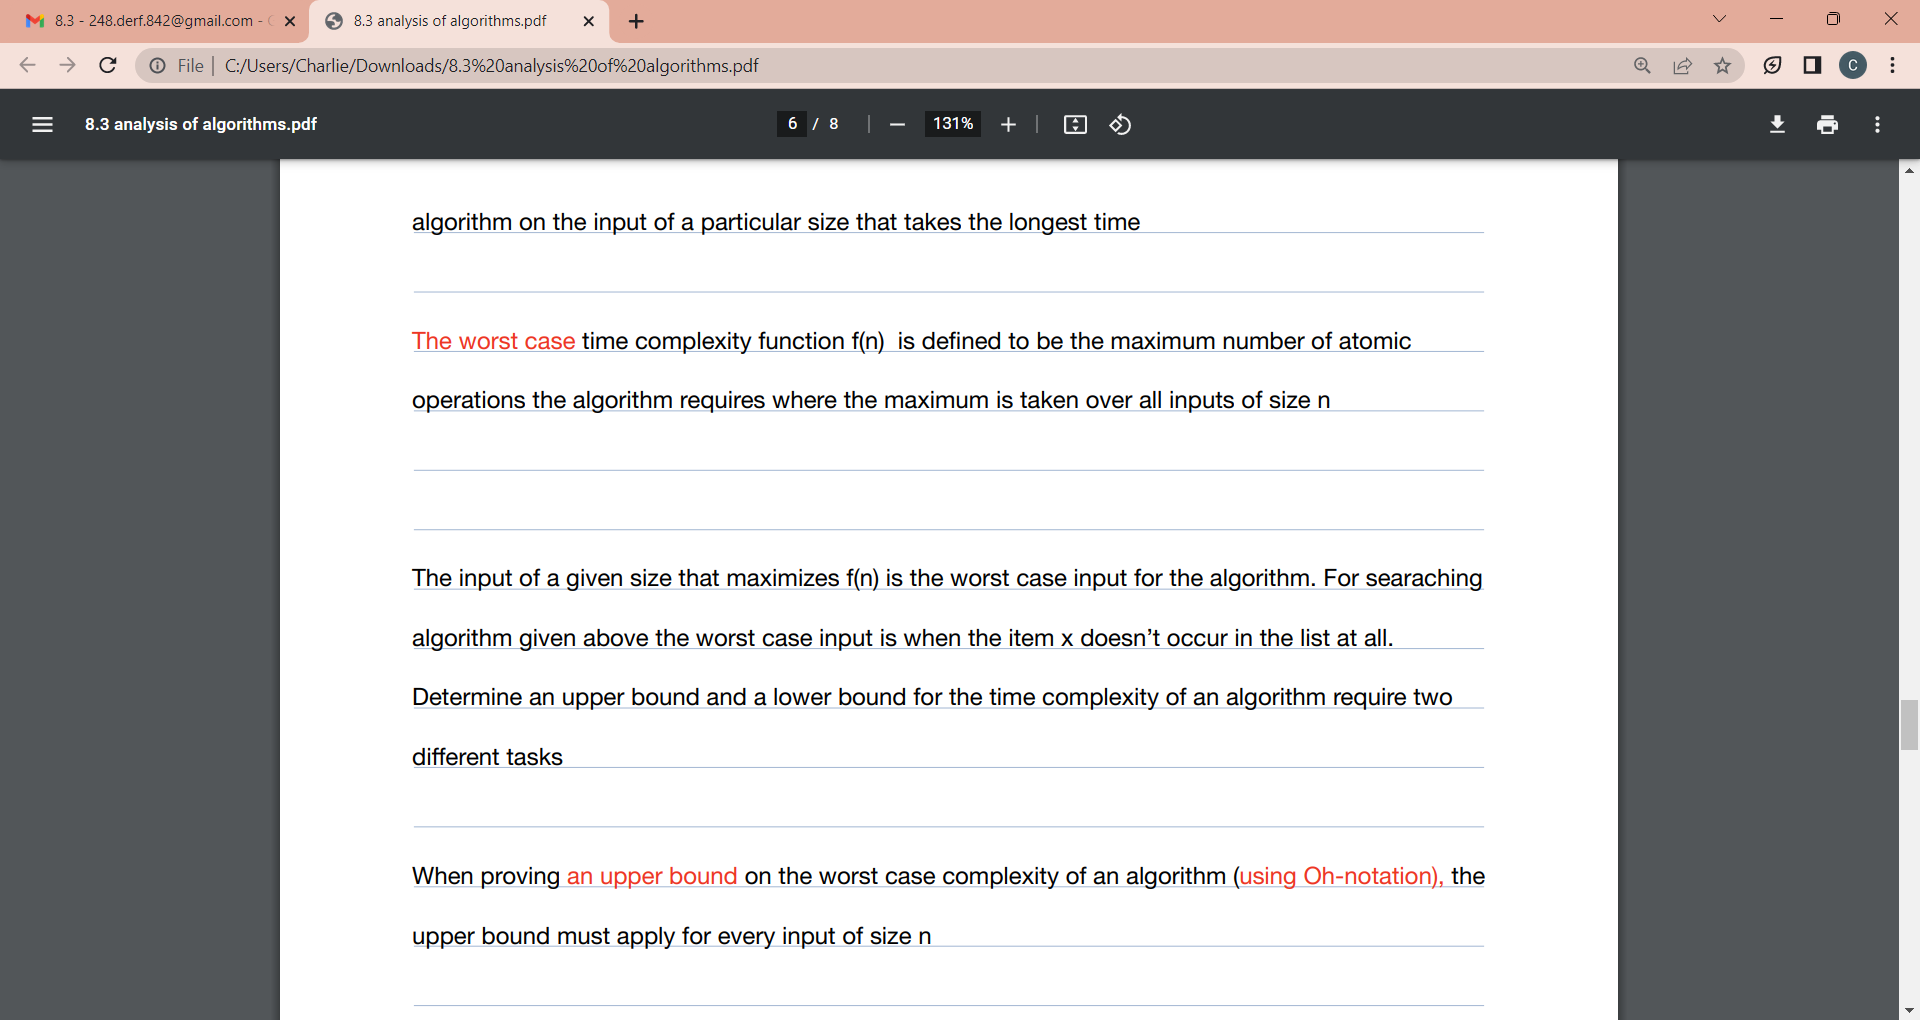 8.3 - 248.derf.842@gmail.com -
8.3 analysis of algorithms.pdf
File
C:/Users/Charlie/Downloads/8.3%20analysis%20of%20algorithms.pdf
C
8.3 analysis of algorithms.pdf
6 / 8
131%
algorithm on the input of a particular size that takes the longest time
The worst case time complexity function f(n)  is defined to be the maximum number of atomic
operations the algorithm requires where the maximum is taken over all inputs of size n
The input of a given size that maximizes f(n) is the worst case input for the algorithm. For searaching
algorithm given above the worst case input is when the item x doesn’t occur in the list at all.
Determine an upper bound and a lower bound for the time complexity of an algorithm require two
different tasks
When proving an upper bound on the worst case complexity of an algorithm (using Oh-notation), the
upper bound must apply for every input of size n